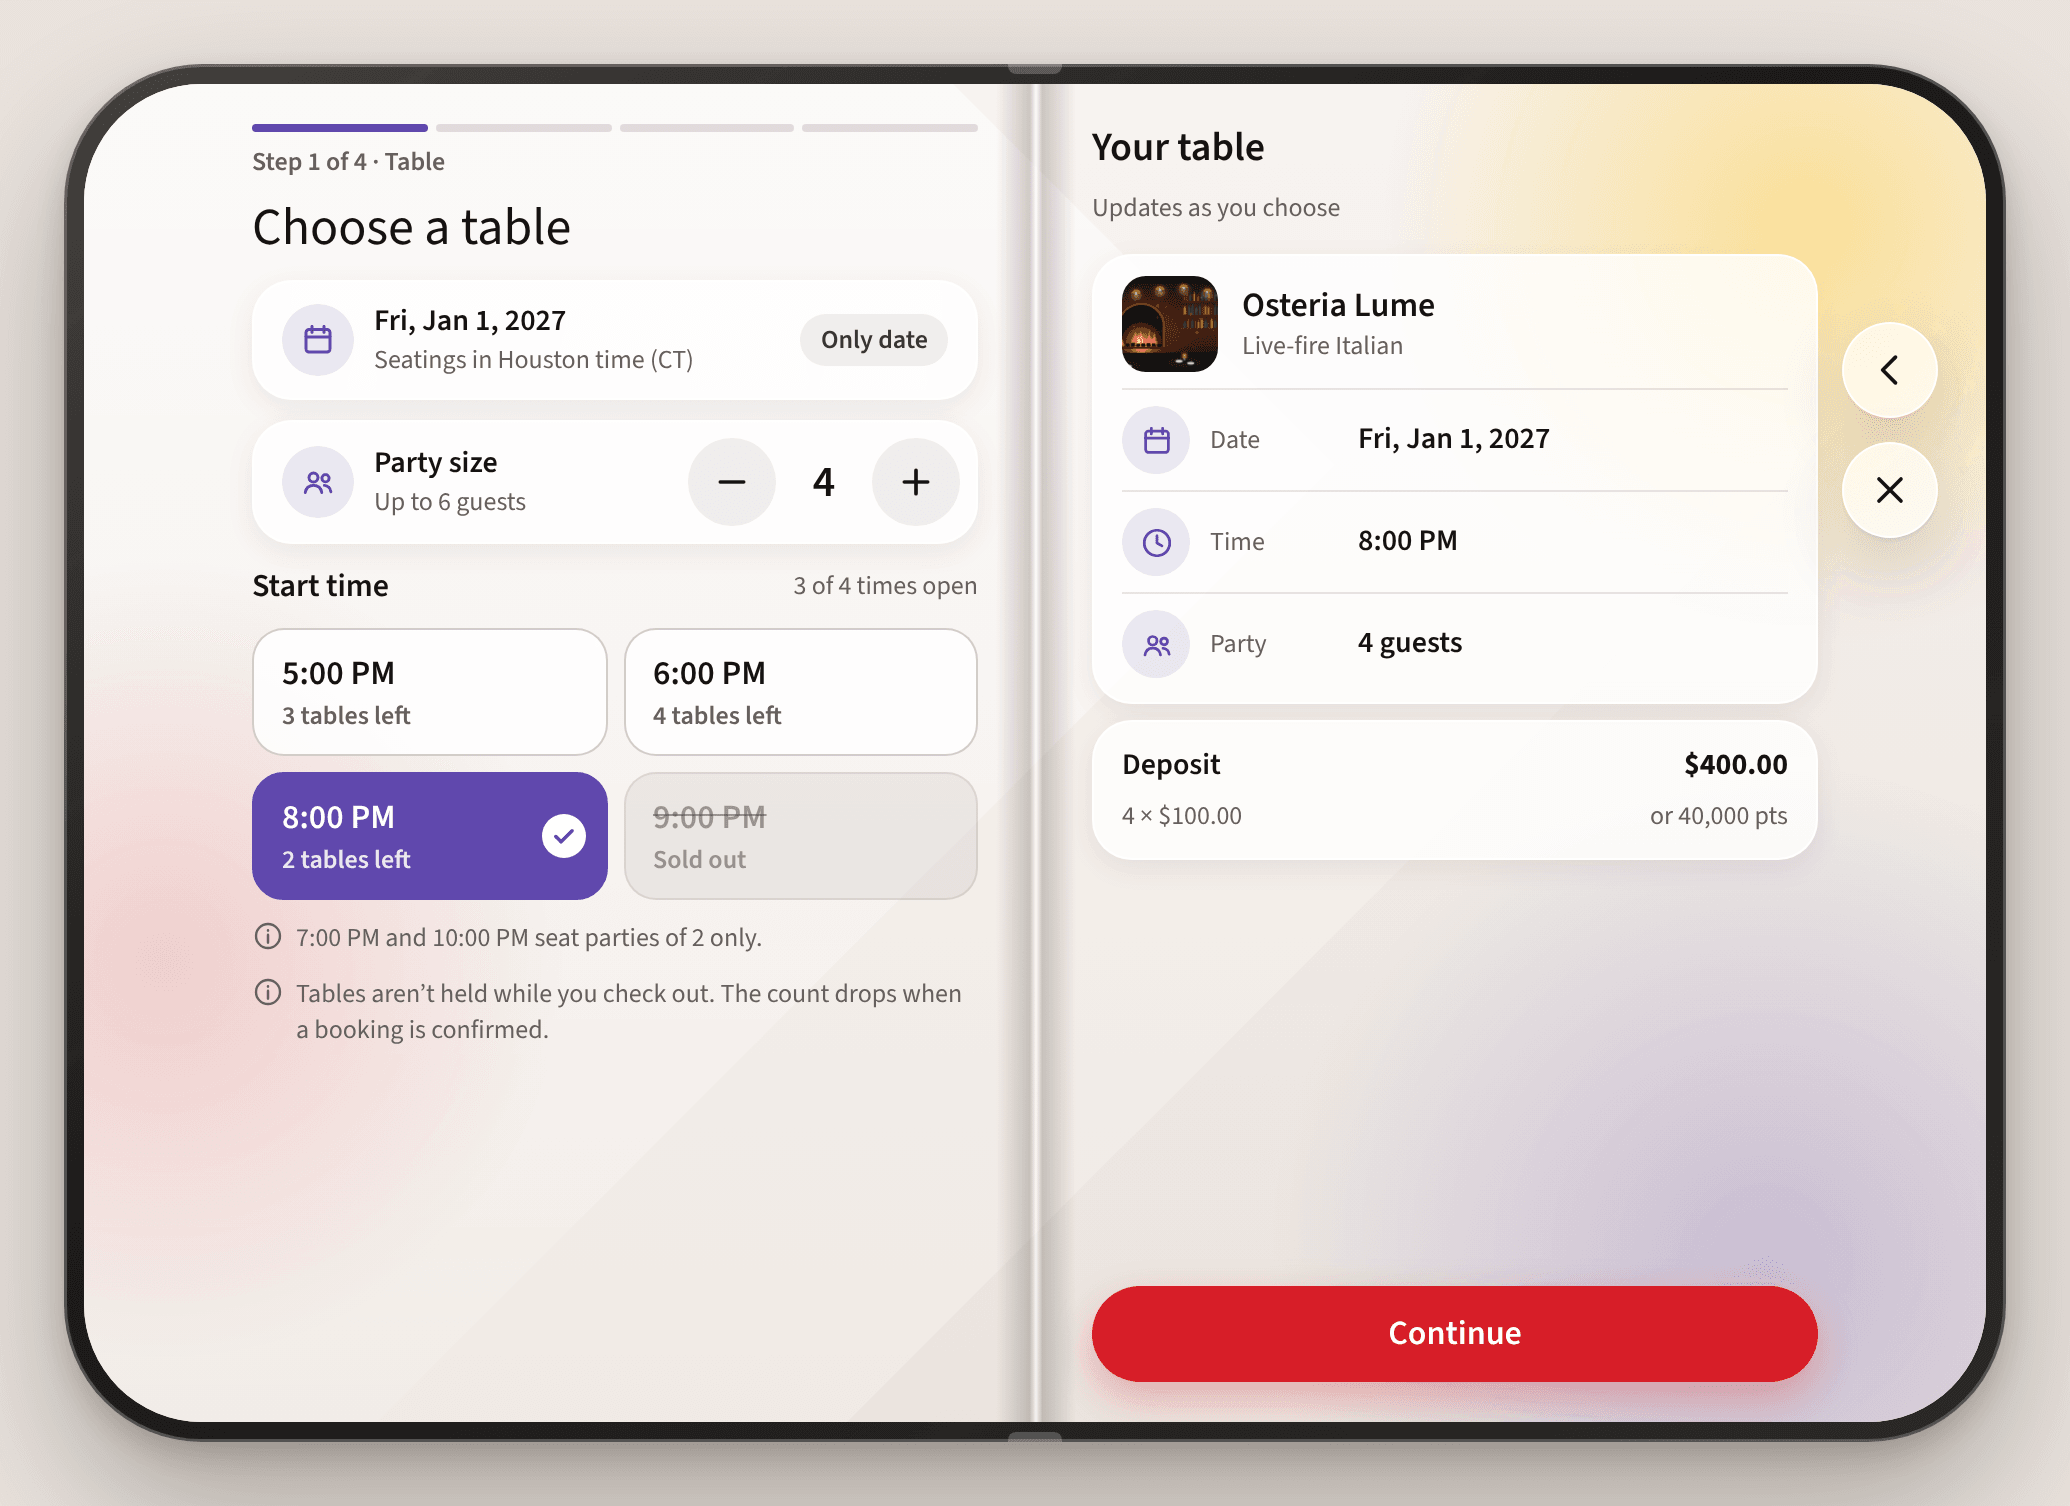 Step 1 of 4 · Table
Choose a table
Fri, Jan 1, 2027
Seatings in Houston time (CT)
Only date
Party size
Up to 6 guests
4
Start time
3 of 4 times open
5:00 PM
3 tables left
6:00 PM
4 tables left
8:00 PM
2 tables left
9:00 PM
Sold out
7:00 PM and 10:00 PM seat parties of 2 only.
Tables aren’t held while you check out. The count drops when
a booking is confirmed.
Your table
Updates as you choose
Osteria Lume
Live-fire Italian
Date
Fri, Jan 1, 2027
Time
8:00 PM
Party
4 guests
Deposit
$400.00
4 × $100.00
or 40,000 pts
Continue